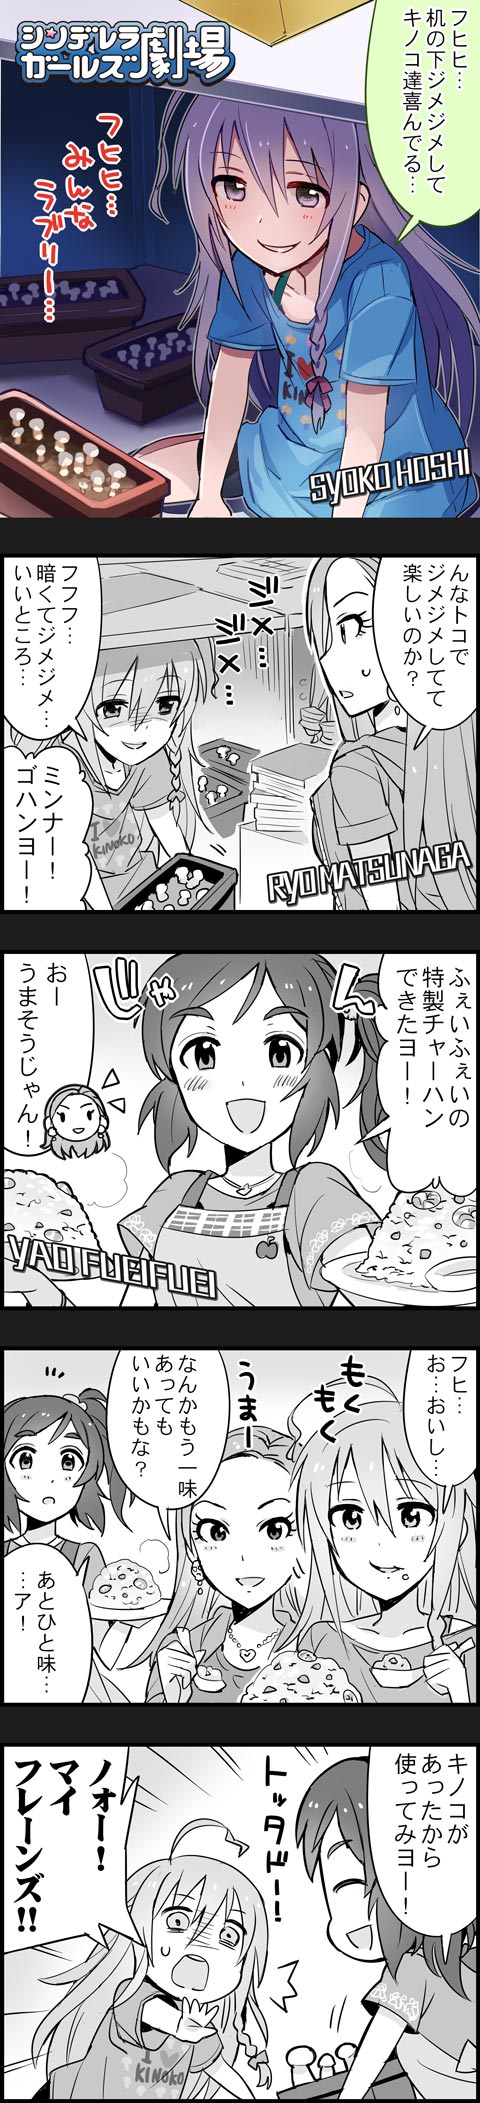 シンデレラ
ガールズ劇場
フヒヒ…
机の下ジメジメして
キノコ達喜んでる…
フヒヒ…
みんな
ラブリー…
I ♥
KINO
SYOKO HOSHI
んなトコで
ジメジメしてて
楽しいのか?
ジメ…
ジメ…
フフフ…
暗くてジメジメ…
いいところ…
ミンナー!
ゴハンヨー!
I ♥
KINOKO
RYO MATSUNAGA
ふぇいふぇいの
特製チャーハン
できたヨー!
じゃん
おー
うまそうじゃん!
YAO FUEIFUEI
フヒ…
お…おいし…
もく
もく
うまー
なんかもう一味
あっても
いいかもな?
あとひと味…
…ア!
キノコが
あったから
使ってみヨー!
トッタドー!
ノォー!
マイ
フレーンズ!!
I ♥
KINOKO